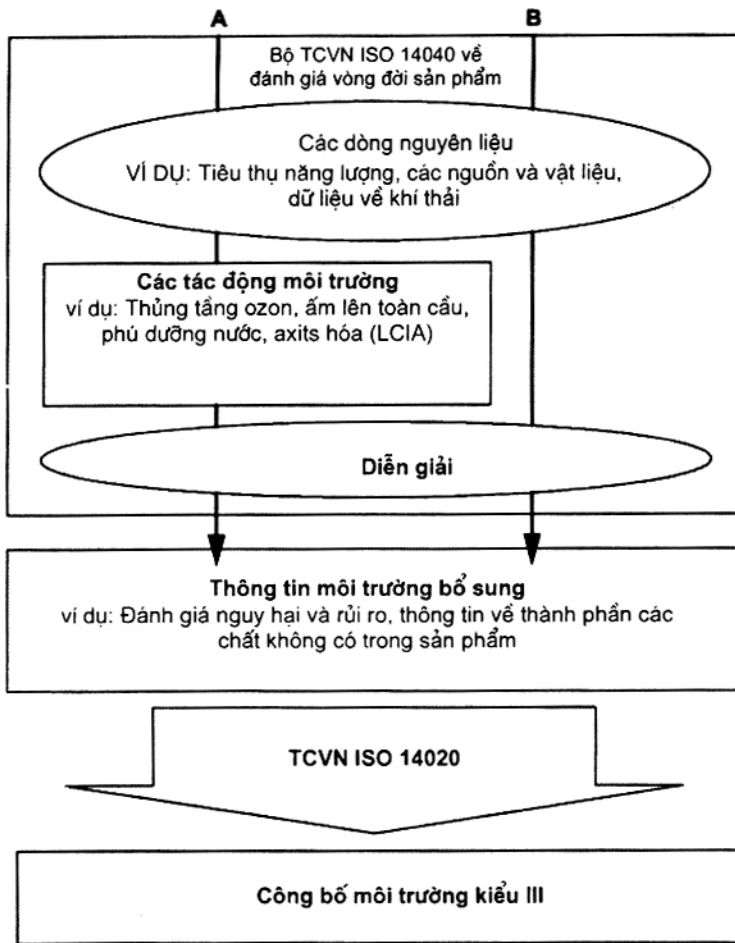 A B
Bộ TCVN ISO 14040 về
đánh giá vòng đời sản phẩm
Các dòng nguyên liệu
VÍ DỤ: Tiêu thụ năng lượng, các nguồn và vật liệu,
dữ liệu về khí thải
Các tác động môi trường
ví dụ: Thủng tầng ozon, ấm lên toàn cầu,
phú dưỡng nước, axits hóa (LCIA)
Diễn giải
Thông tin môi trường bổ sung
ví dụ: Đánh giá nguy hại và rủi ro, thông tin về thành phần các
chất không có trong sản phẩm
TCVN ISO 14020
Công bố môi trường kiểu III